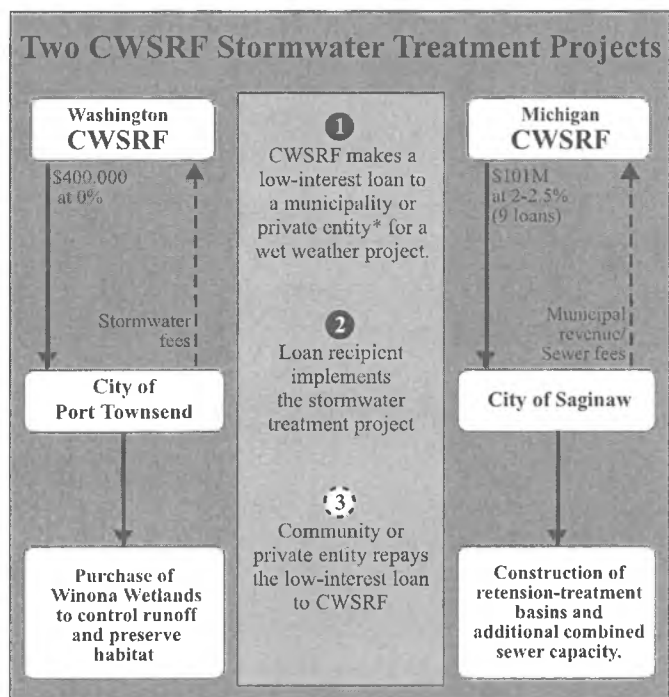 Two CWSRF Stormwater Treatment Projects
Washington
CWSRF
$400,000
at 0%
Stormwater
fees
City of
Port Townsend
Purchase of
Winona Wetlands
to control runoff
and preserve
habitat
1
CWSRF makes a
low-interest loan to
a municipality or
private entity* for a
wet weather project.
2
Loan recipient
implements
the stormwater
treatment project
3
Community or
private entity repays
the low-interest loan
to CWSRF
Michigan
CWSRF
$101M
at 2-2.5%
(9 loans)
Municipal
revenue/
Sewer fees
City of Saginaw
Construction of
retension-treatment
basins and
additional combined
sewer capacity.